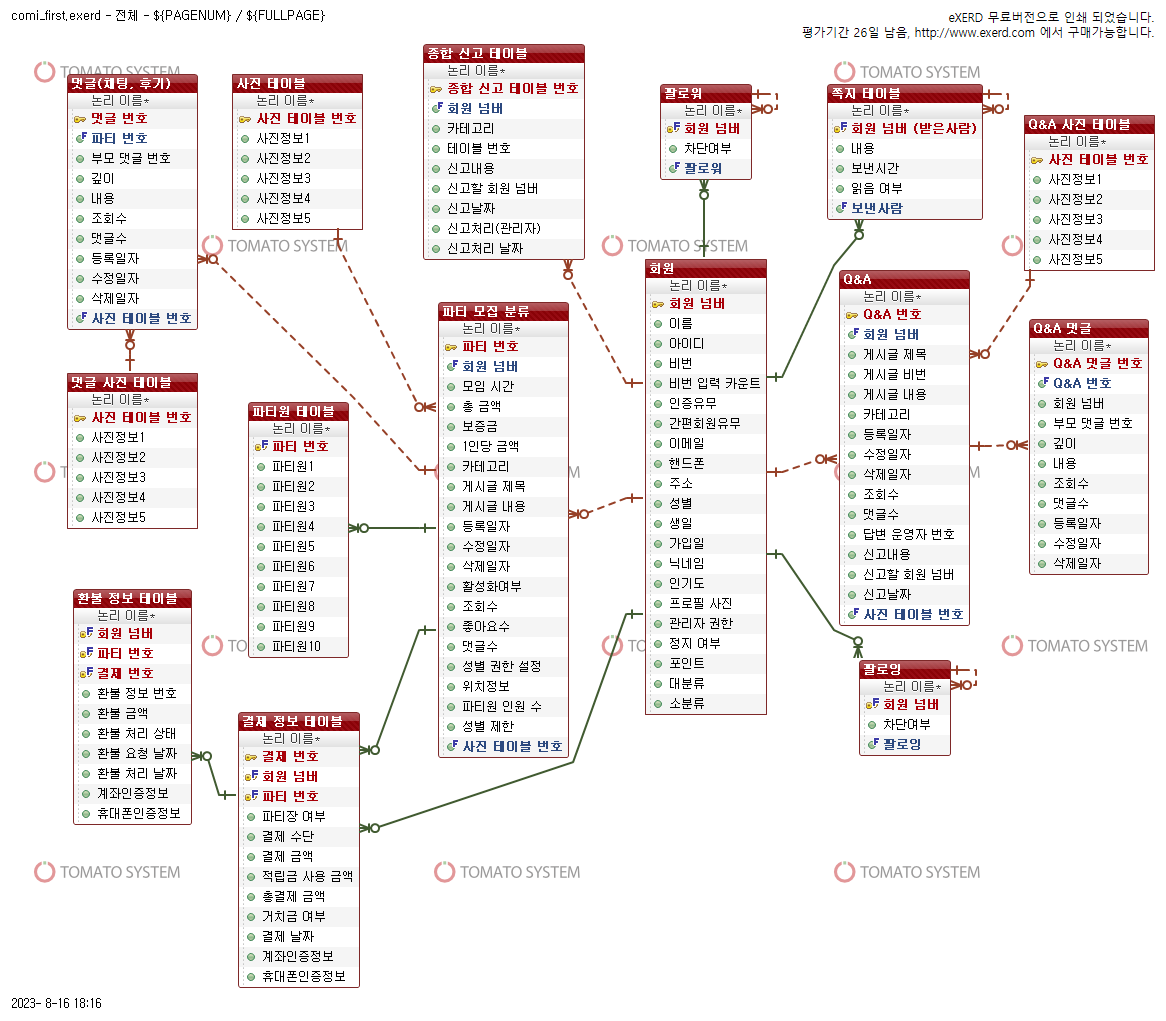 comi_first,exerd - 전체 - ${PAGENUM} / ${FULLPAGE}
eXERD 무료버전으로 인쇄 되었습니다.
평가기간 26일 남음, http://www.exerd.com 에서 구매가능합니다.
TOMATO SYSTEM
TOMATO SYSTEM
댓글(채팅, 후기)
논리 이름*
댓글 번호
파티 번호
부모 댓글 번호
깊이
내용
조회수
댓글수
등록일자
수정일자
삭제일자
사진 테이블 번호
사진 테이블
논리 이름*
사진 테이블 번호
사진정보1
사진정보2
사진정보3
사진정보4
사진정보5
종합 신고 테이블
논리 이름*
종합 신고 테이블 번호
회원 넘버
카테고리
테이블 번호
신고내용
신고할 회원 넘버
신고날짜
신고처리(관리자)
신고처리 날짜
팔로워
논리 이름*
회원 넘버
차단여부
팔로워
쪽지 테이블
논리 이름*
회원 넘버 (받은사람)
내용
보낸시간
읽음 여부
보낸사람
Q&A 사진 테이블
논리 이름*
사진 테이블 번호
사진정보1
사진정보2
사진정보3
사진정보4
사진정보5
TOMATO SYSTEM
TOMATO SYSTEM
회원
논리 이름*
회원 넘버
이름
아이디
비번
비번 입력 카운트
인증유무
간편회원유무
이메일
핸드폰
주소
성별
생일
가입일
닉네임
인기도
프로필 사진
관리자 권한
정지 여부
포인트
대분류
소분류
Q&A
논리 이름*
Q&A 번호
회원 넘버
게시글 제목
게시글 비번
게시글 내용
카테고리
등록일자
수정일자
삭제일자
조회수
댓글수
답변 운영자 번호
신고내용
신고할 회원 넘버
신고날짜
사진 테이블 번호
Q&A 댓글
논리 이름*
Q&A 댓글 번호
Q&A 번호
회원 넘버
부모 댓글 번호
깊이
내용
조회수
댓글수
등록일자
수정일자
삭제일자
파티 모집 분류
논리 이름*
파티 번호
회원 넘버
모임 시간
총 금액
보증금
1인당 금액
카테고리
게시글 제목
게시글 내용
등록일자
수정일자
삭제일자
활성화여부
조회수
좋아요수
댓글수
성별 권한 설정
위치정보
파티원 인원 수
성별 제한
사진 테이블 번호
댓글 사진 테이블
논리 이름*
사진 테이블 번호
사진정보1
사진정보2
사진정보3
사진정보4
사진정보5
파티원 테이블
논리 이름*
파티 번호
파티원1
파티원2
파티원3
파티원4
파티원5
파티원6
파티원7
파티원8
파티원9
파티원10
환불 정보 테이블
논리 이름*
회원 넘버
파티 번호
결제 번호
환불 정보 번호
환불 금액
환불 처리 상태
환불 요청 날짜
환불 처리 날짜
계좌인증정보
휴대폰인증정보
결제 정보 테이블
논리 이름*
결제 번호
회원 넘버
파티 번호
파티장 여부
결제 수단
결제 금액
적립금 사용 금액
총결제 금액
거치금 여부
결제 날짜
계좌인증정보
휴대폰인증정보
팔로잉
논리 이름*
회원 넘버
차단여부
팔로잉
TOMATO SYSTEM
TOMATO SYSTEM
TOMATO SYSTEM
TOMATO SYSTEM
2023- 8-16 18:16